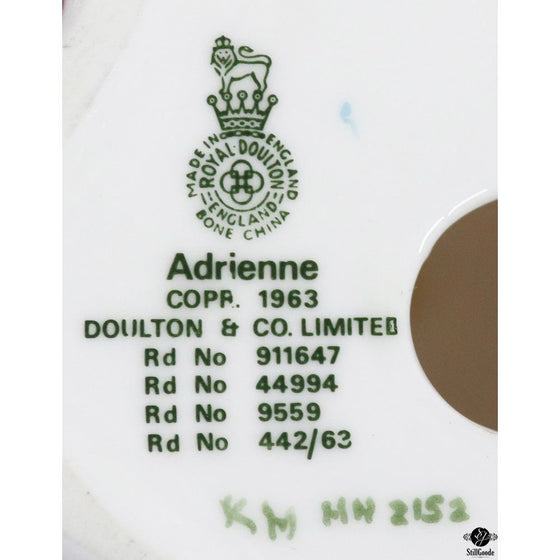 MADE IN ENGLAND
ROYAL · DOULTON
ENGLAND
BONE CHINA
Adrienne
COPR. 1963
DOULTON & CO. LIMITED
Rd No 911647
Rd No 44994
Rd No 9559
Rd No 442/63
KM HN 2152
StillGoode